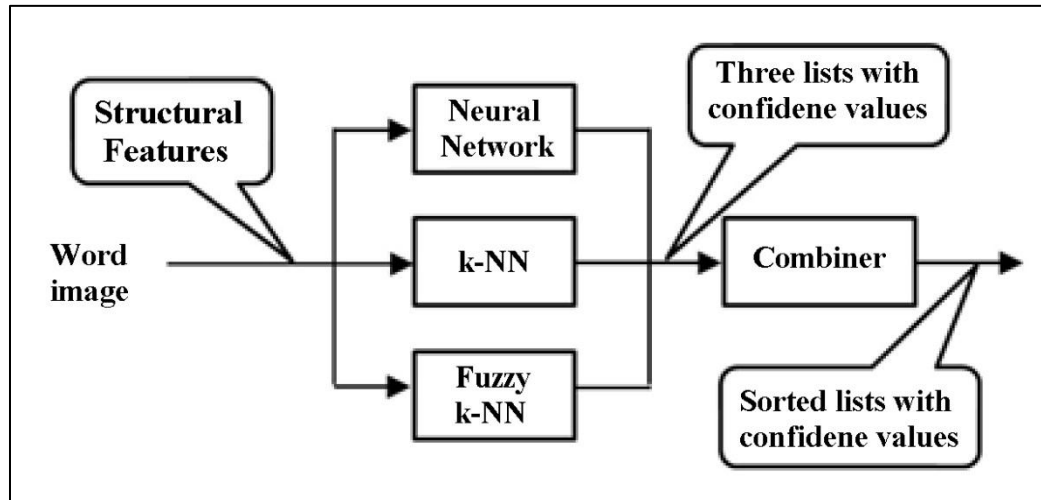 Structural
Features
Neural
Network
Three lists with
confidene values
Word
image
k-NN
Combiner
Fuzzy
k-NN
Sorted lists with
confidene values